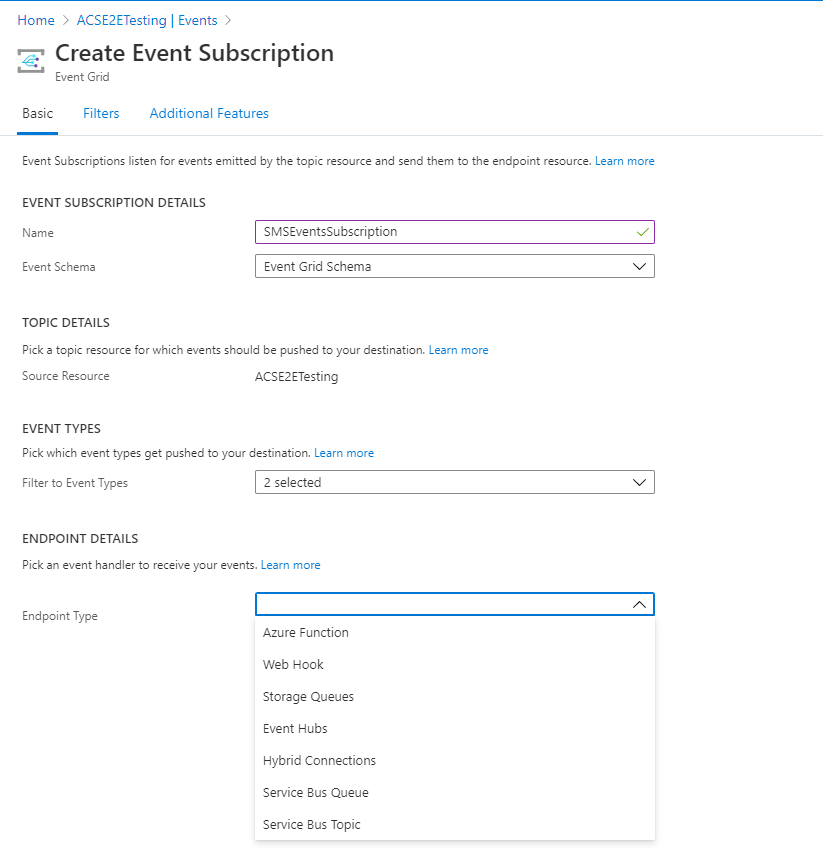 Home > ACSE2ETesting | Events >
Create Event Subscription
Event Grid
Basic Filters Additional Features
Event Subscriptions listen for events emitted by the topic resource and send them to the endpoint resource. Learn more
EVENT SUBSCRIPTION DETAILS
Name SMSEventsSubscription
Event Schema Event Grid Schema
TOPIC DETAILS
Pick a topic resource for which events should be pushed to your destination. Learn more
Source Resource ACSE2ETesting
EVENT TYPES
Pick which event types get pushed to your destination. Learn more
Filter to Event Types 2 selected
ENDPOINT DETAILS
Pick an event handler to receive your events. Learn more
Endpoint Type
Azure Function
Web Hook
Storage Queues
Event Hubs
Hybrid Connections
Service Bus Queue
Service Bus Topic